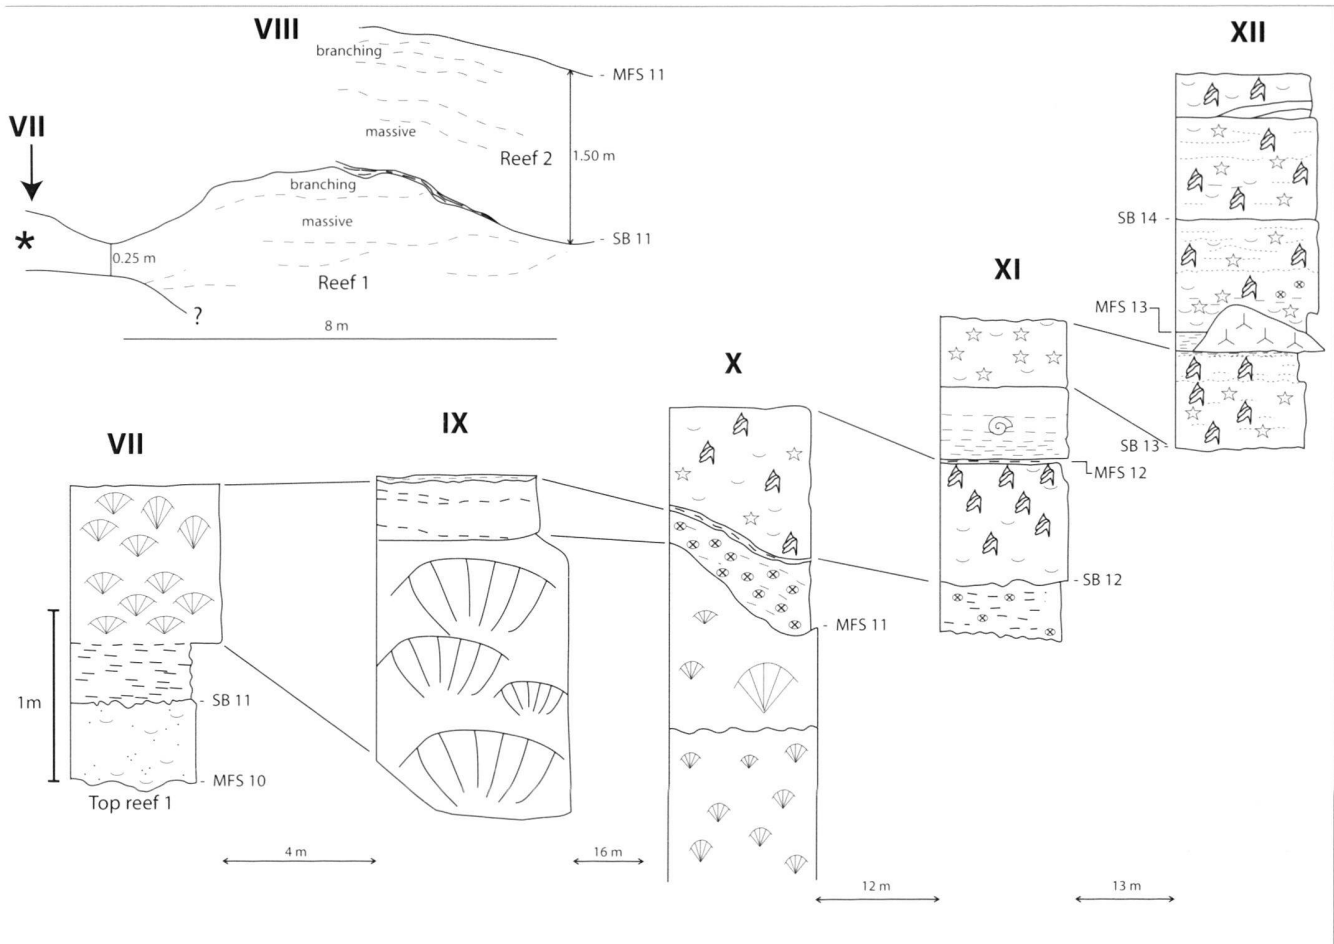 VIII
branching
- MFS 11
massive
Reef 2
1.50 m
VII
branching
massive
*
0.25 m
- SB 11
Reef 1
?
8 m
XII
SB 14 -
MFS 13
SB 13 -
XI
MFS 12
- SB 12
X
- MFS 11
IX
VII
1m
- SB 11
- MFS 10
Top reef 1
4 m
16 m
12 m
13 m